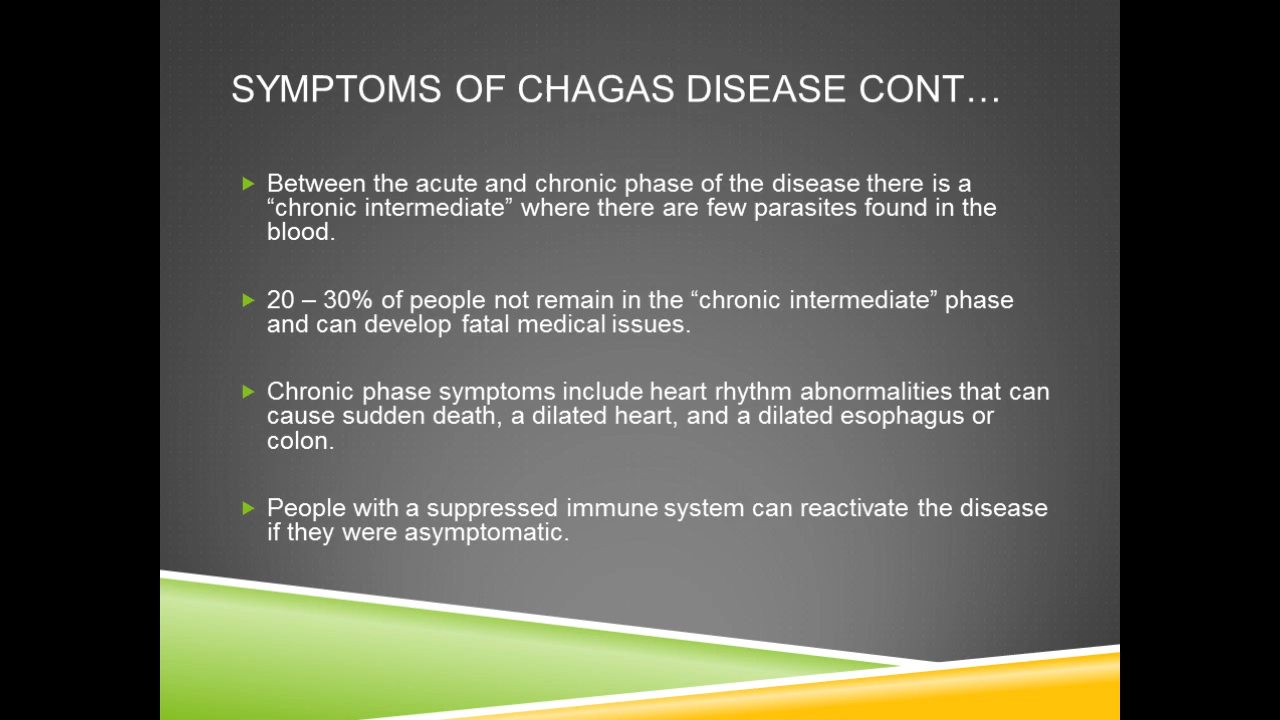 SYMPTOMS OF CHAGAS DISEASE CONT…
Between the acute and chronic phase of the disease there is a
“chronic intermediate” where there are few parasites found in the
blood.
20 – 30% of people not remain in the “chronic intermediate” phase
and can develop fatal medical issues.
Chronic phase symptoms include heart rhythm abnormalities that can
cause sudden death, a dilated heart, and a dilated esophagus or
colon.
People with a suppressed immune system can reactivate the disease
if they were asymptomatic.